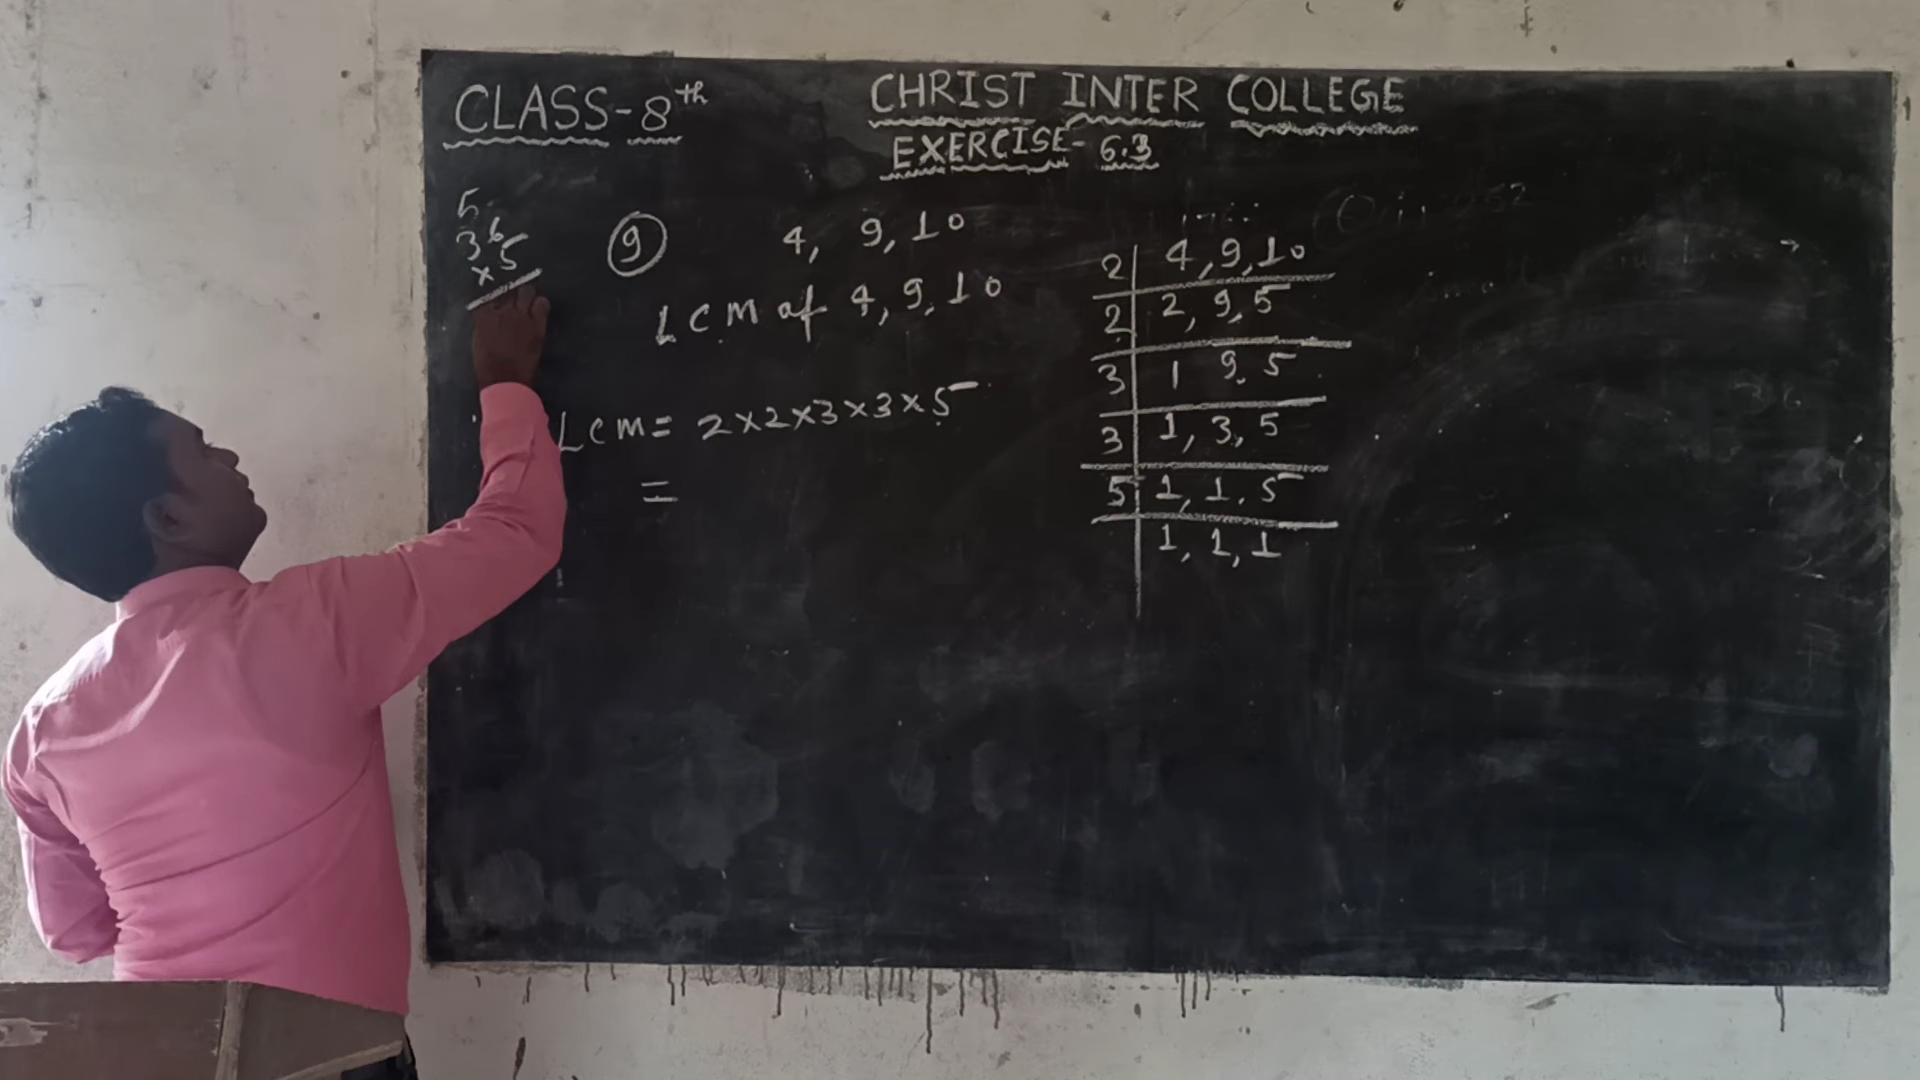 CLASS-8th
CHRIST INTER COLLEGE
EXERCISE-6.3
5
36
×5
9 4, 9, 10
LCM of 4, 9, 10
LCM = 2×2×3×3×5
=
2 | 4, 9, 10
2 | 2, 9, 5
3 | 1 9, 5
3 | 1, 3, 5
5 | 1, 1, 5
1, 1, 1